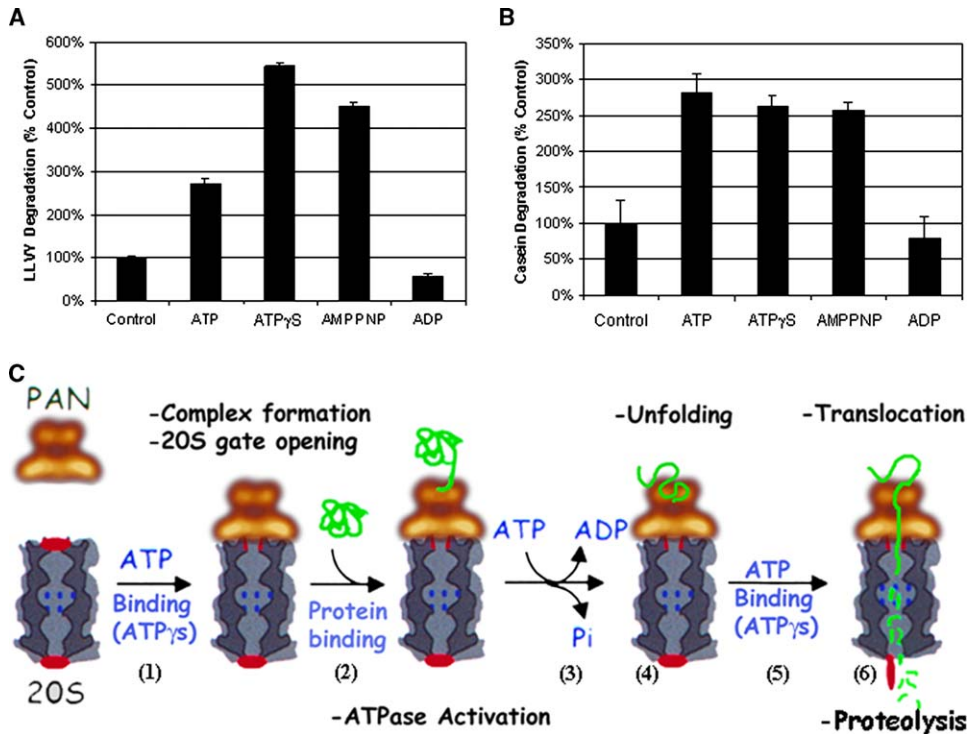 A
LLVY Degradation (% Control)
600%
500%
400%
300%
200%
100%
0%
Control ATP ATPγS AMPPNP ADP
B
Casein Degradation (% Control)
350%
300%
250%
200%
150%
100%
50%
0%
Control ATP ATPγS AMPPNP ADP
C
PAN
20S
-Complex formation
-20S gate opening
ATP
Binding
(ATPγs)
(1)
Protein
binding
(2)
-ATPase Activation
ATP
ADP
Pi
(3)
-Unfolding
(4)
ATP
Binding
(ATPγs)
(5)
-Translocation
(6)
-Proteolysis